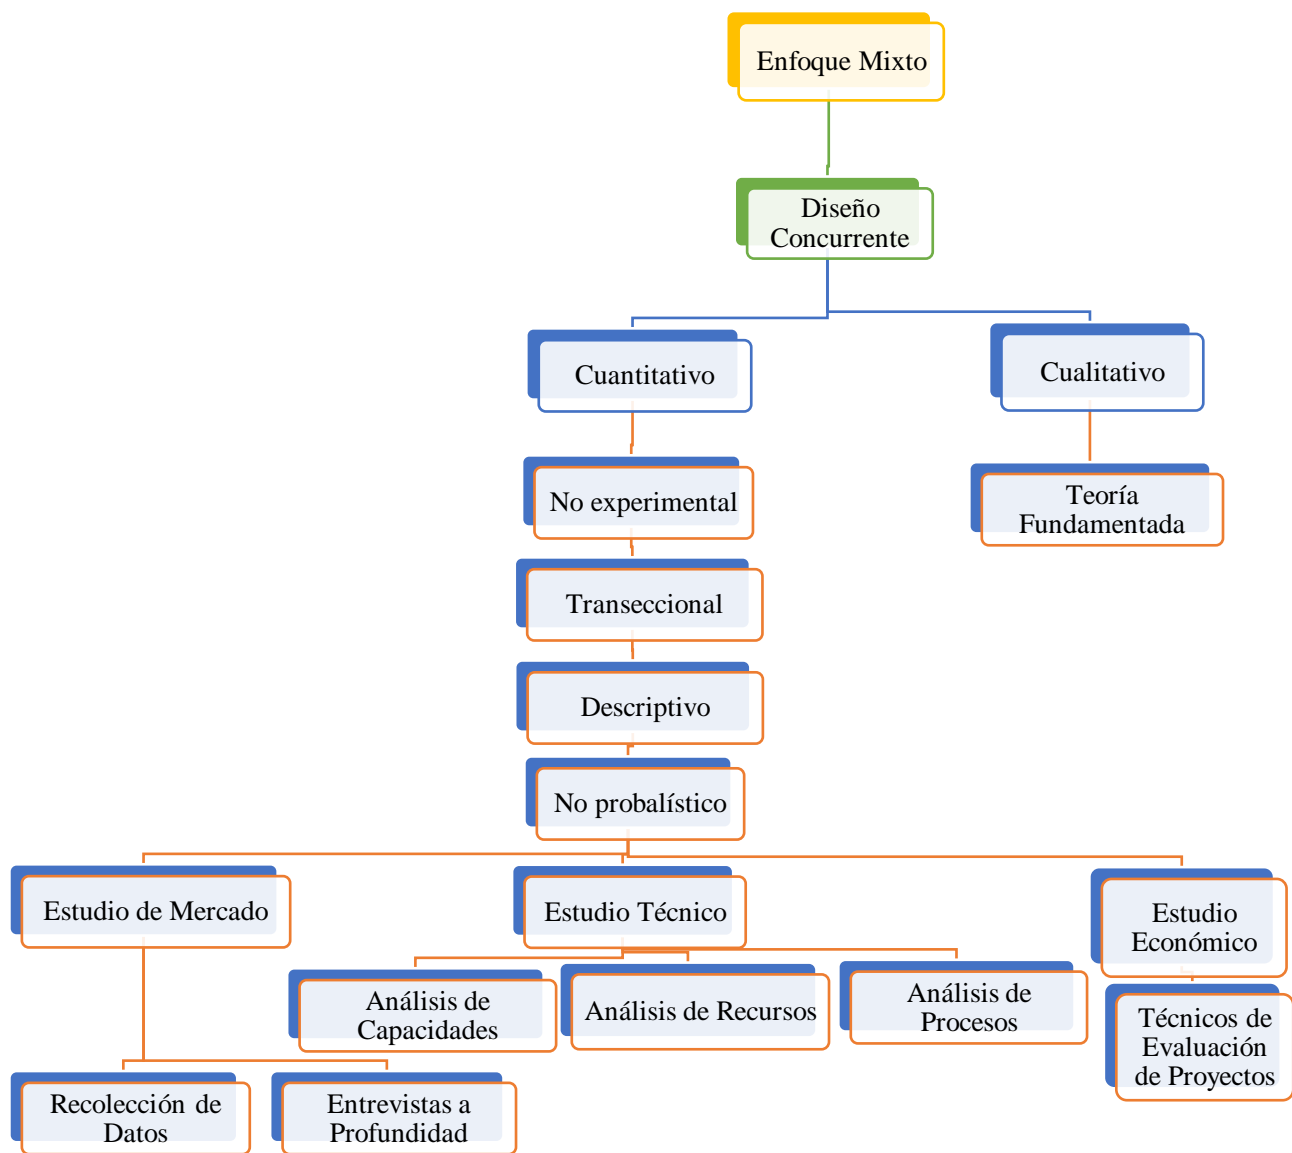 Enfoque Mixto
Diseño
Concurrente
Cuantitativo
Cualitativo
No experimental
Teoría
Fundamentada
Transeccional
Descriptivo
No probalístico
Estudio de Mercado
Estudio Técnico
Estudio
Económico
Análisis de
Capacidades
Análisis de Recursos
Análisis de
Procesos
Técnicos de
Evaluación
de Proyectos
Recolección de
Datos
Entrevistas a
Profundidad